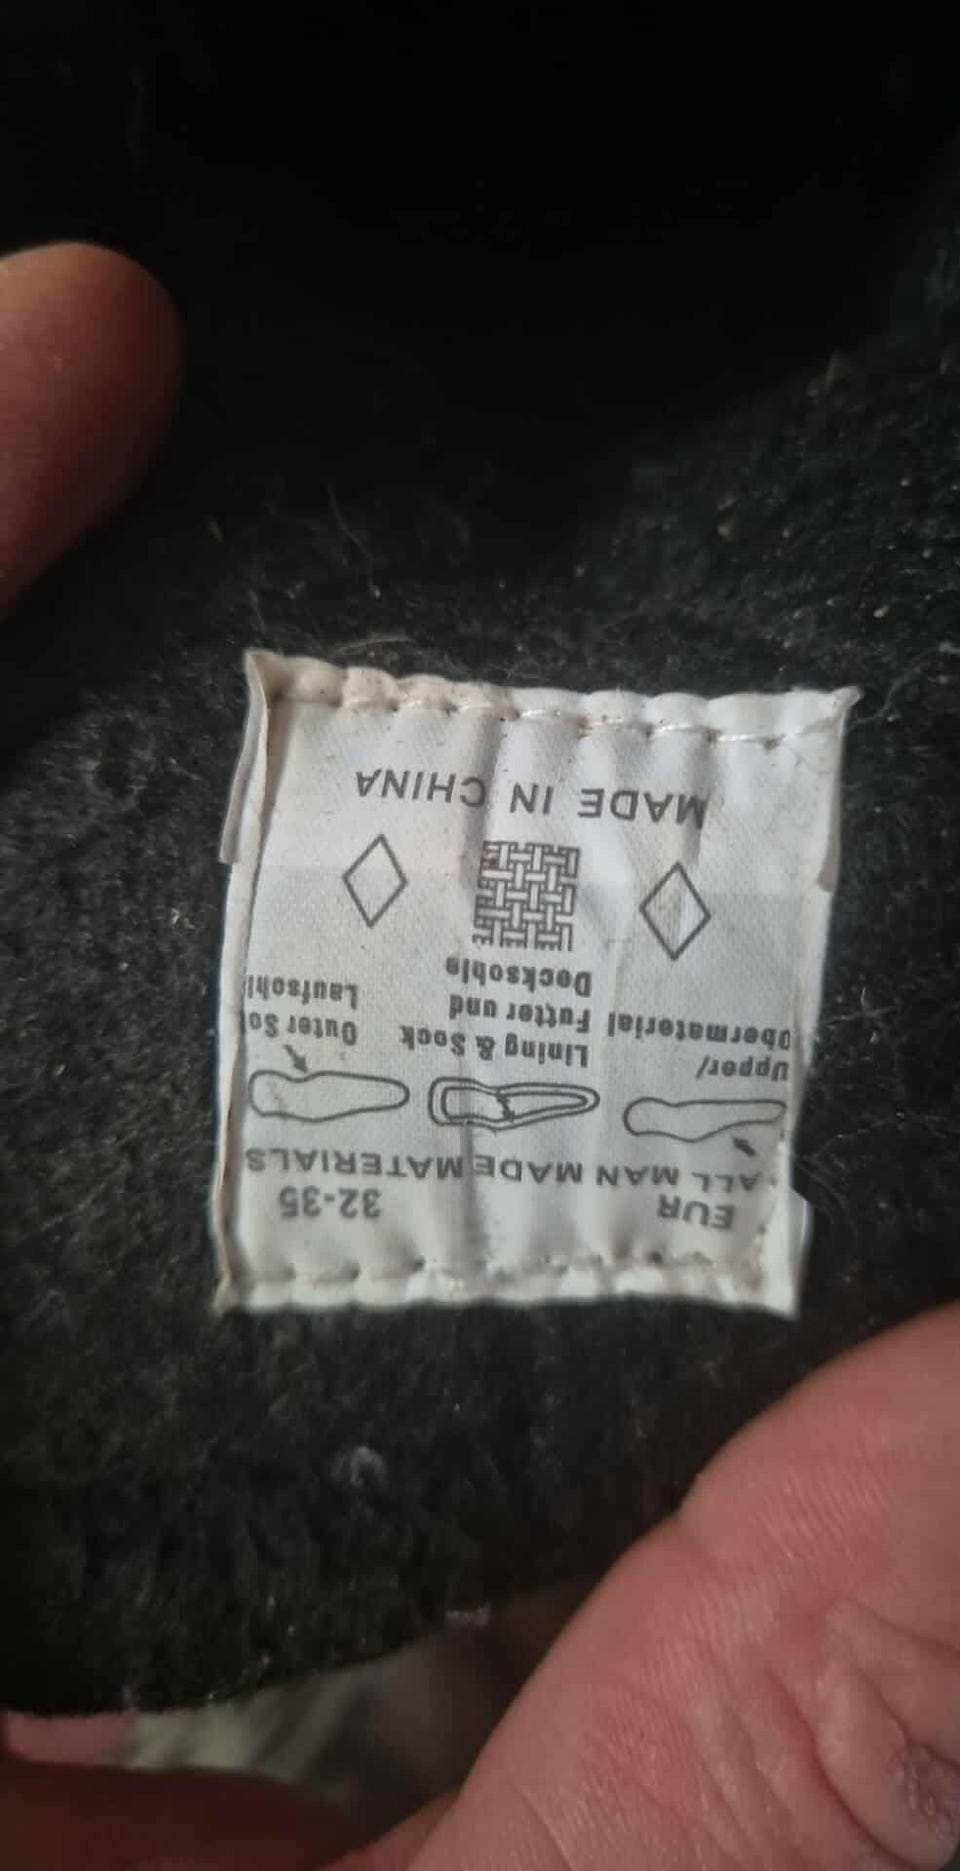 EUR 32-35
ALL MAN MADE MATERIALS
Upper/
Obermaterial
Lining & Sock
Futter und
Decksohle
Outer So
Laufsohl
MADE IN CHINA